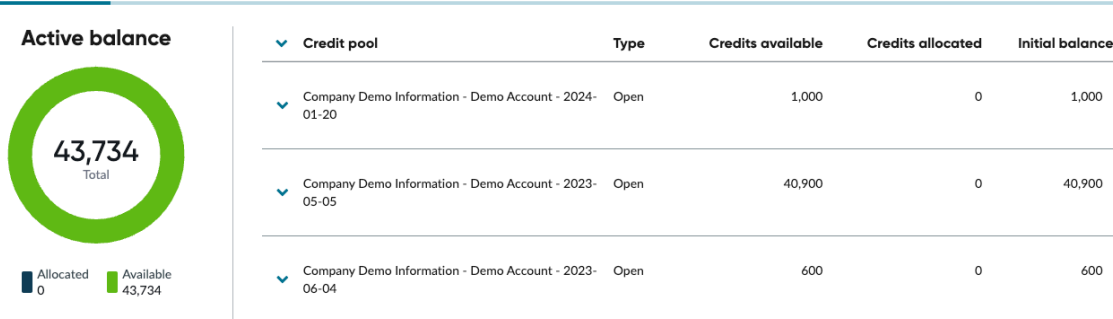 Active balance
43,734
Total
Allocated
0
Available
43,734
Credit pool Type Credits available Credits allocated Initial balance
Company Demo Information - Demo Account - 2024- Open 1,000 0 1,000
01-20
Company Demo Information - Demo Account - 2023- Open 40,900 0 40,900
05-05
Company Demo Information - Demo Account - 2023- Open 600 0 600
06-04